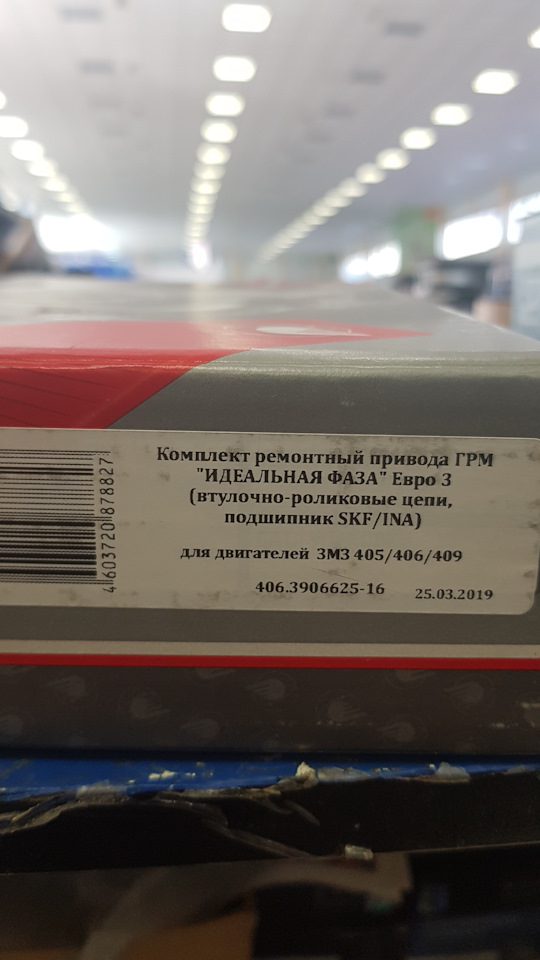 Комплект ремонтный привода ГРМ
"ИДЕАЛЬНАЯ ФАЗА" Евро 3
(втулочно-роликовые цепи,
подшипник SKF/INA)
для двигателей ЗМЗ 405/406/409
406.3906625-16 25.03.2019
4603720878827